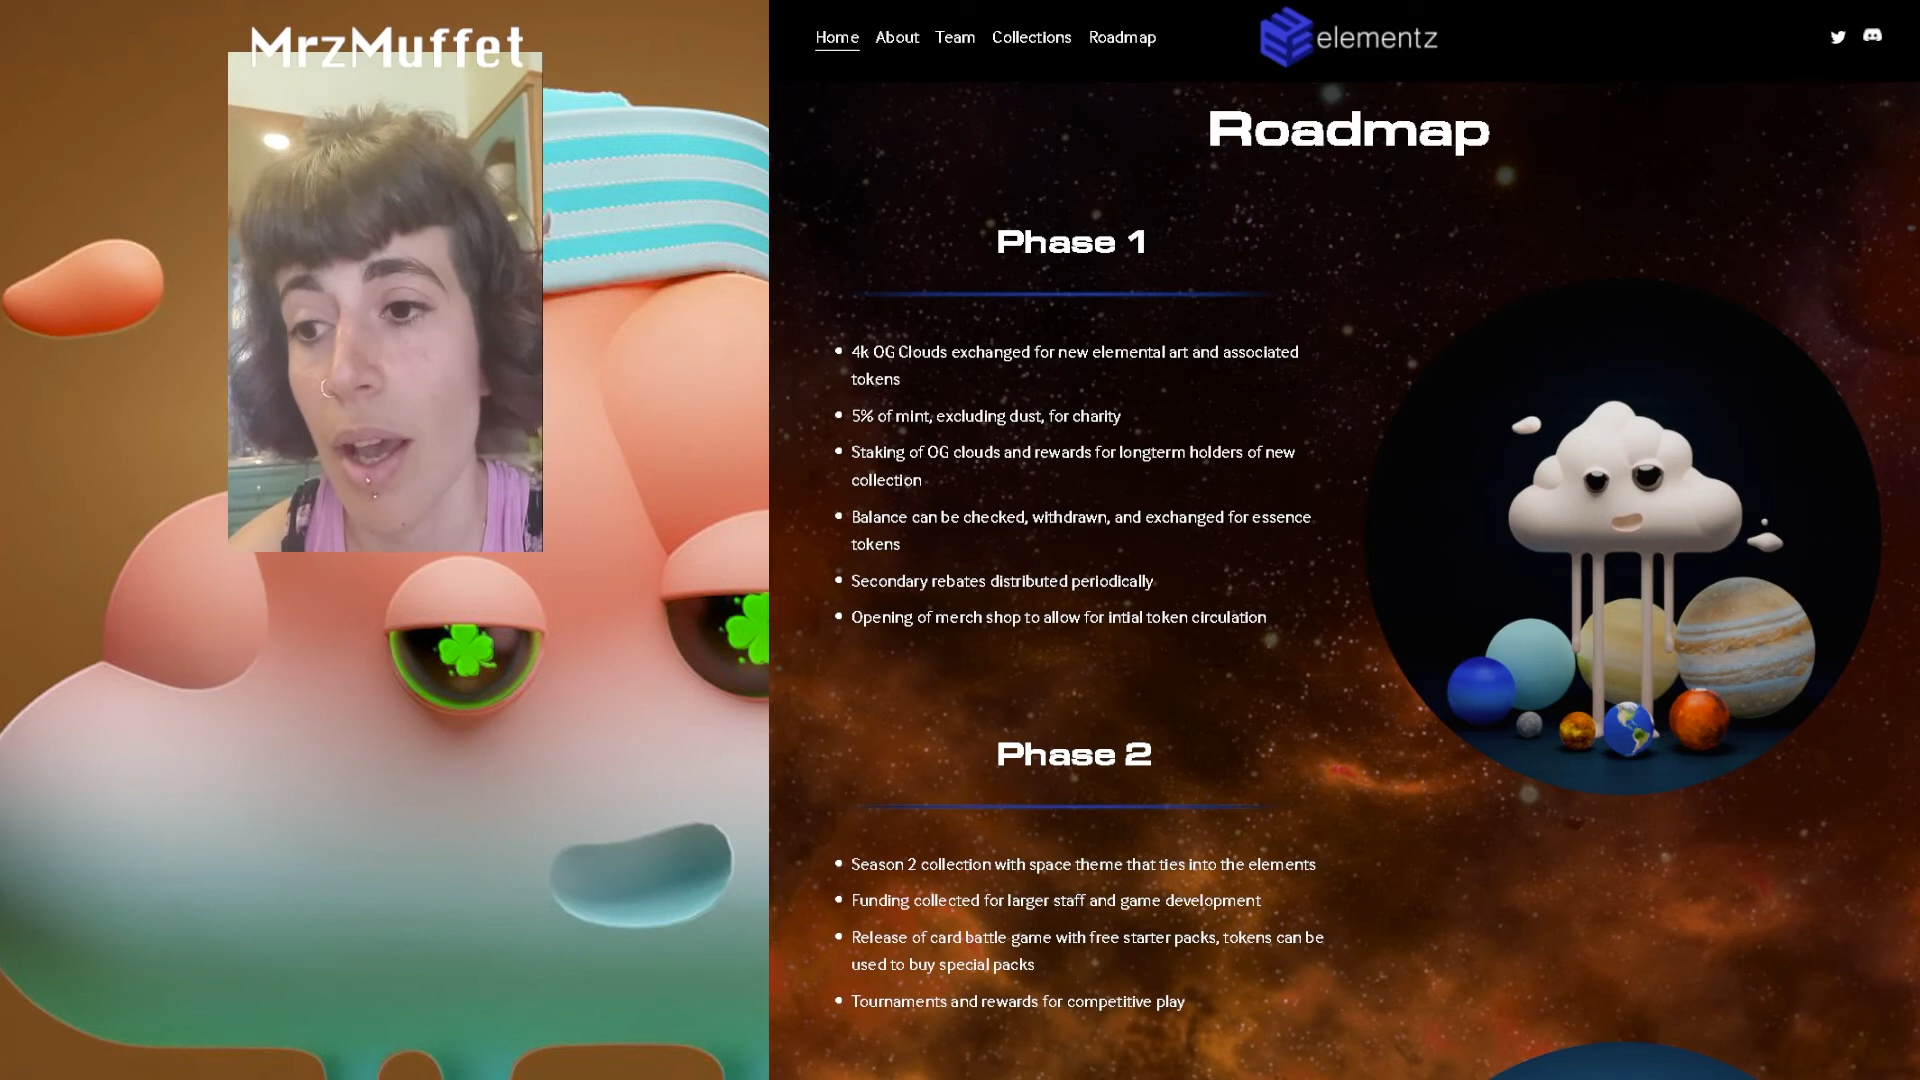 MrzMuffet
Home About Team Collections Roadmap
elementz
Roadmap
Phase 1
4k OG Clouds exchanged for new elemental art and associated
tokens
5% of mint, excluding dust, for charity
Staking of OG clouds and rewards for longterm holders of new
collection
Balance can be checked, withdrawn, and exchanged for essence
tokens
Secondary rebates distributed periodically
Opening of merch shop to allow for intial token circulation
Phase 2
Season 2 collection with space theme that ties into the elements
Funding collected for larger staff and game development
Release of card battle game with free starter packs, tokens can be
used to buy special packs
Tournaments and rewards for competitive play